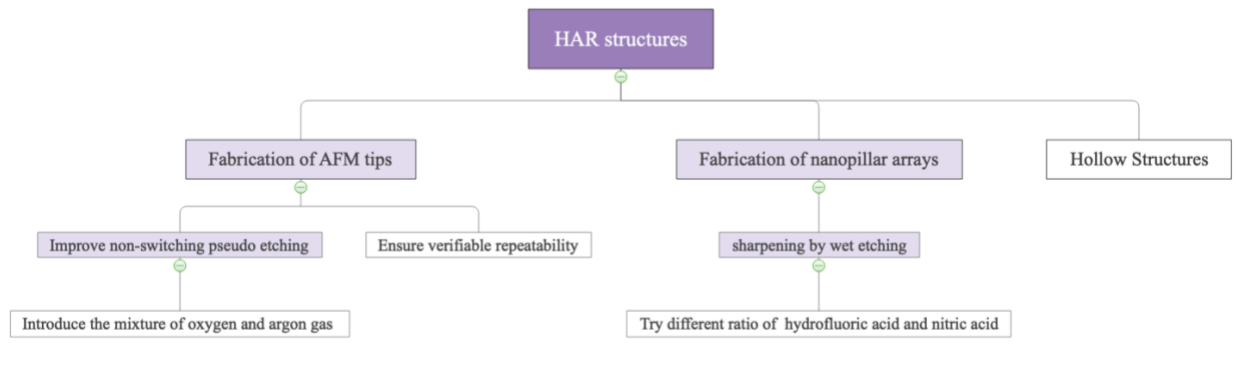 HAR structures
Fabrication of AFM tips
Fabrication of nanopillar arrays
Hollow Structures
Improve non-switching pseudo etching
Ensure verifiable repeatability
sharpening by wet etching
Introduce the mixture of oxygen and argon gas
Try different ratio of hydrofluoric acid and nitric acid